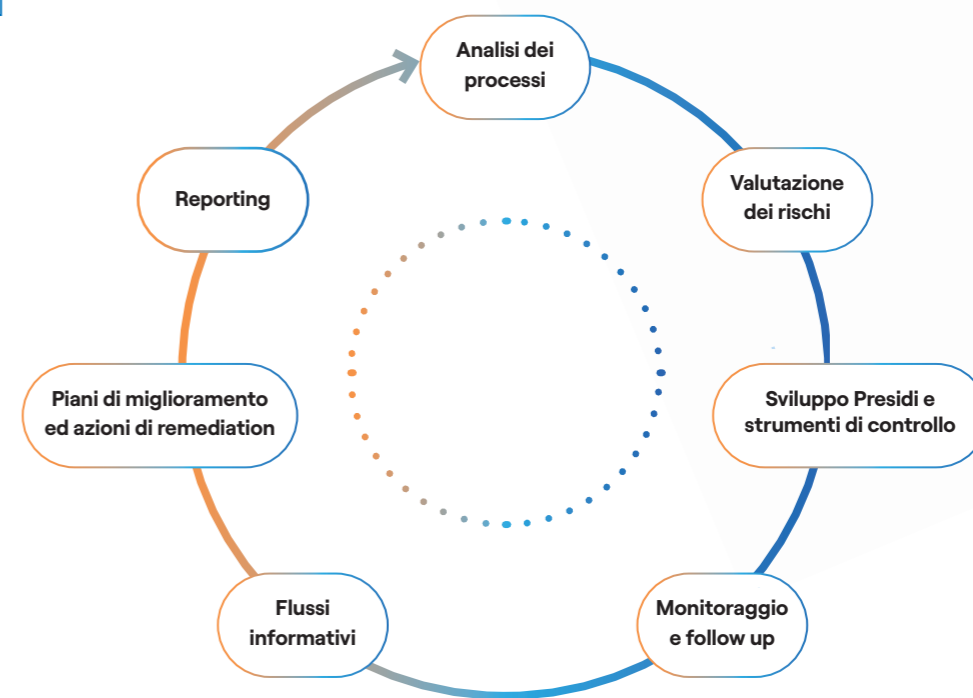 Analisi dei
processi
Valutazione
dei rischi
Sviluppo Presidi e
strumenti di controllo
Monitoraggio
e follow up
Flussi
informativi
Piani di miglioramento
ed azioni di remediation
Reporting